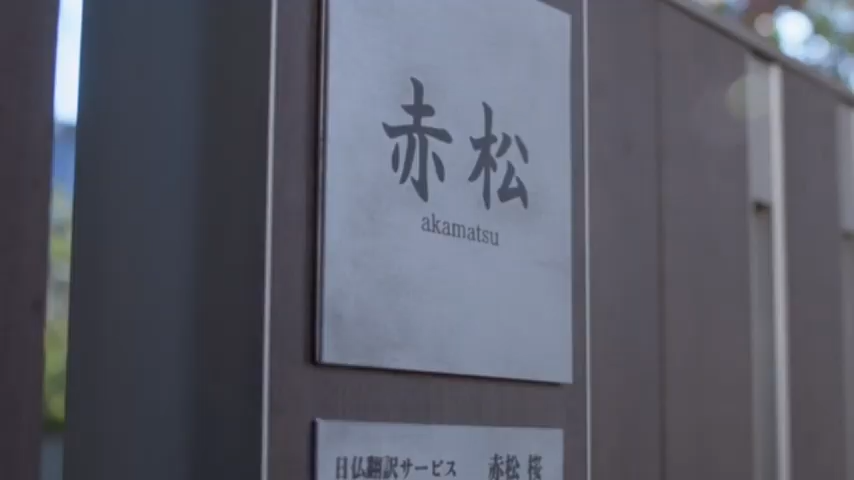 赤松
akamatsu
日仏翻訳サービス 赤松 桜